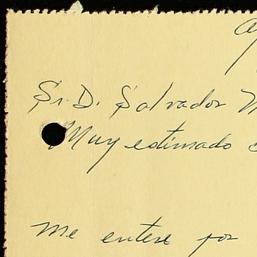 Sr. D. Salvador
Muy estimado
Me entere por